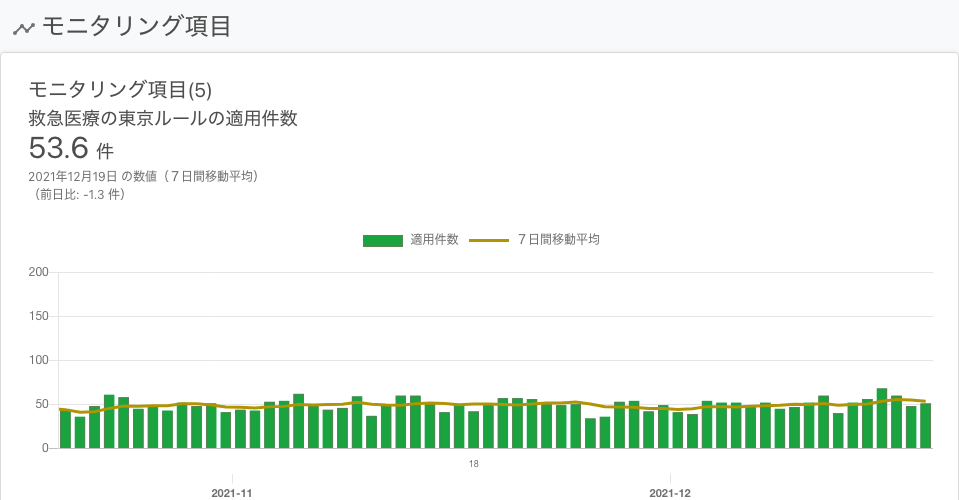 モニタリング項目
モニタリング項目(5)
救急医療の東京ルールの適用件数
53.6 件
2021年12月19日 の数値（７日間移動平均）
（前日比: -1.3 件）
適用件数 ７日間移動平均
200
150
100
50
0
18
2021-11 2021-12